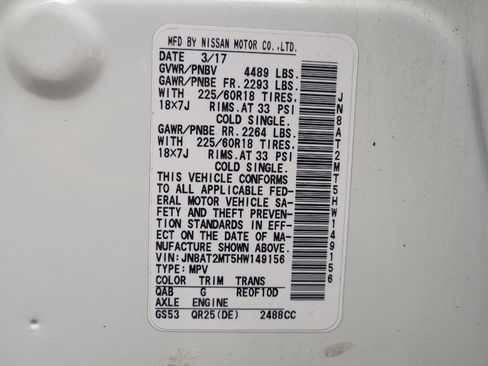 MFD BY NISSAN MOTOR CO.,LTD.
DATE 3/17
GVWR/PNBV 4489 LBS.
GAWR/PNBE FR. 2293 LBS.
WITH 225/60R18 TIRES,
18×7J RIMS,AT 33 PSI
COLD SINGLE.
GAWR/PNBE RR. 2264 LBS.
WITH 225/60R18 TIRES,
18×7J RIMS,AT 33 PSI
COLD SINGLE.
THIS VEHICLE CONFORMS
TO ALL APPLICABLE FED-
ERAL MOTOR VEHICLE SA-
FETY AND THEFT PREVEN-
TION STANDARDS IN EFF-
ECT ON THE DATE OF MA-
NUFACTURE SHOWN ABOVE.
VIN: JN8AT2MT5HW149156
TYPE: MPV
COLOR TRIM TRANS
QAB G RE0F10D
AXLE ENGINE
GS53 QR25(DE) 2488CC
JN8AT2MT5HW149156